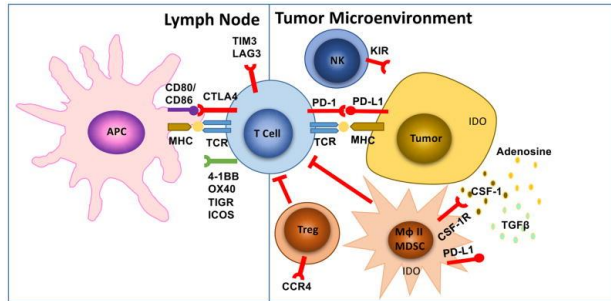 Lymph Node
Tumor Microenvironment
TIM3
LAG3
NK
KIR
CD80/
CD86
CTLA4
PD-1
PD-L1
IDO
APC
T Cell
Tumor
MHC
TCR
TCR
MHC
Adenosine
4-1BB
OX40
TIGR
ICOS
CSF-1
CSF-1R
TGFβ
Treg
Mϕ II
MDSC
PD-L1
IDO
CCR4